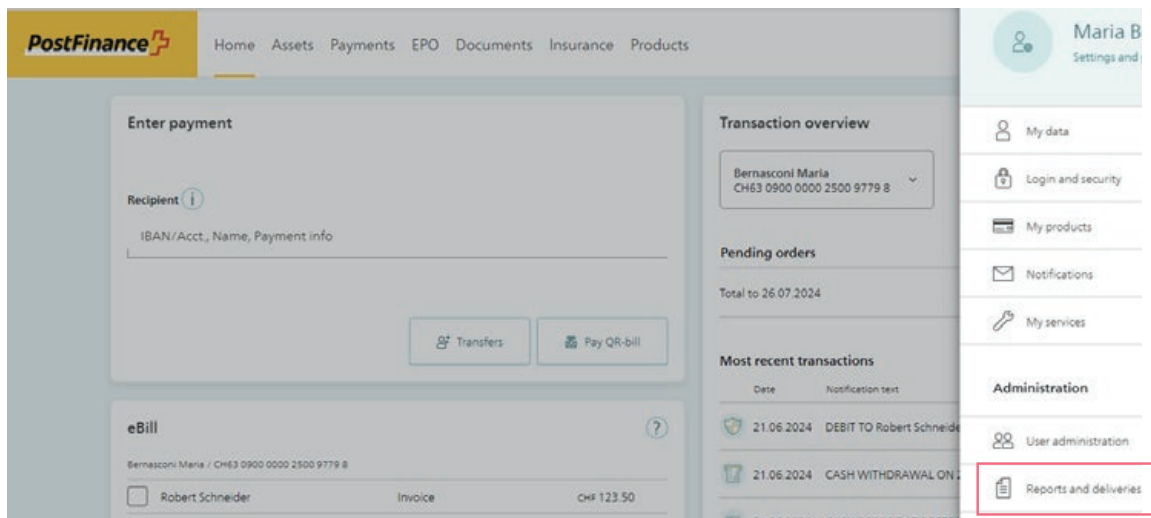 PostFinance
Home Assets Payments EPO Documents Insurance Products
Enter payment
Recipient i
IBAN/Acct., Name, Payment info
Transfers
Pay QR-bill
eBill
?
Bernasconi Maria / CH63 0900 0000 2500 9779 8
Robert Schneider Invoice CHF 123.50
Transaction overview
Bernasconi Maria
CH63 0900 0000 2500 9779 8
Pending orders
Total to 26.07.2024
Most recent transactions
Date Notification text
21.06.2024 DEBIT TO Robert Schneide
21.06.2024 CASH WITHDRAWAL ON 2
Maria B
Settings and
My data
Login and security
My products
Notifications
My services
Administration
User administration
Reports and deliveries